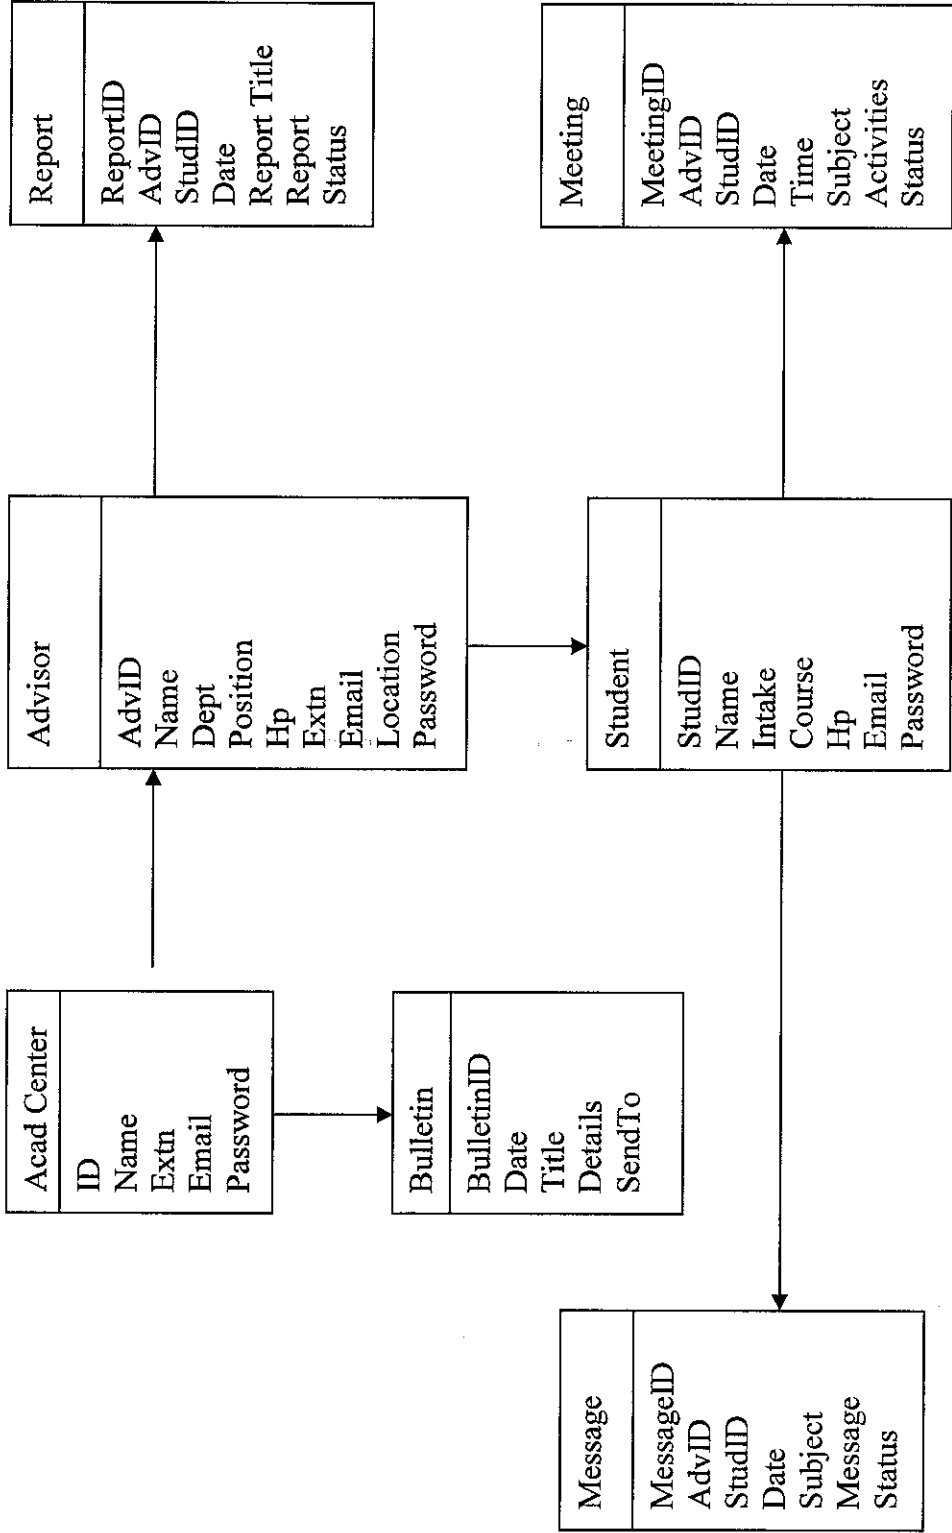 Message
MessageID
AdvID
StudID
Date
Subject
Message
Status
Acad Center
ID
Name
Extn
Email
Password
Bulletin
BulletinID
Date
Title
Details
SendTo
Advisor
AdvID
Name
Dept
Position
Hp
Extn
Email
Location
Password
Student
StudID
Name
Intake
Course
Hp
Email
Password
Report
ReportID
AdvID
StudID
Date
Report Title
Report
Status
Meeting
MeetingID
AdvID
StudID
Date
Time
Subject
Activities
Status